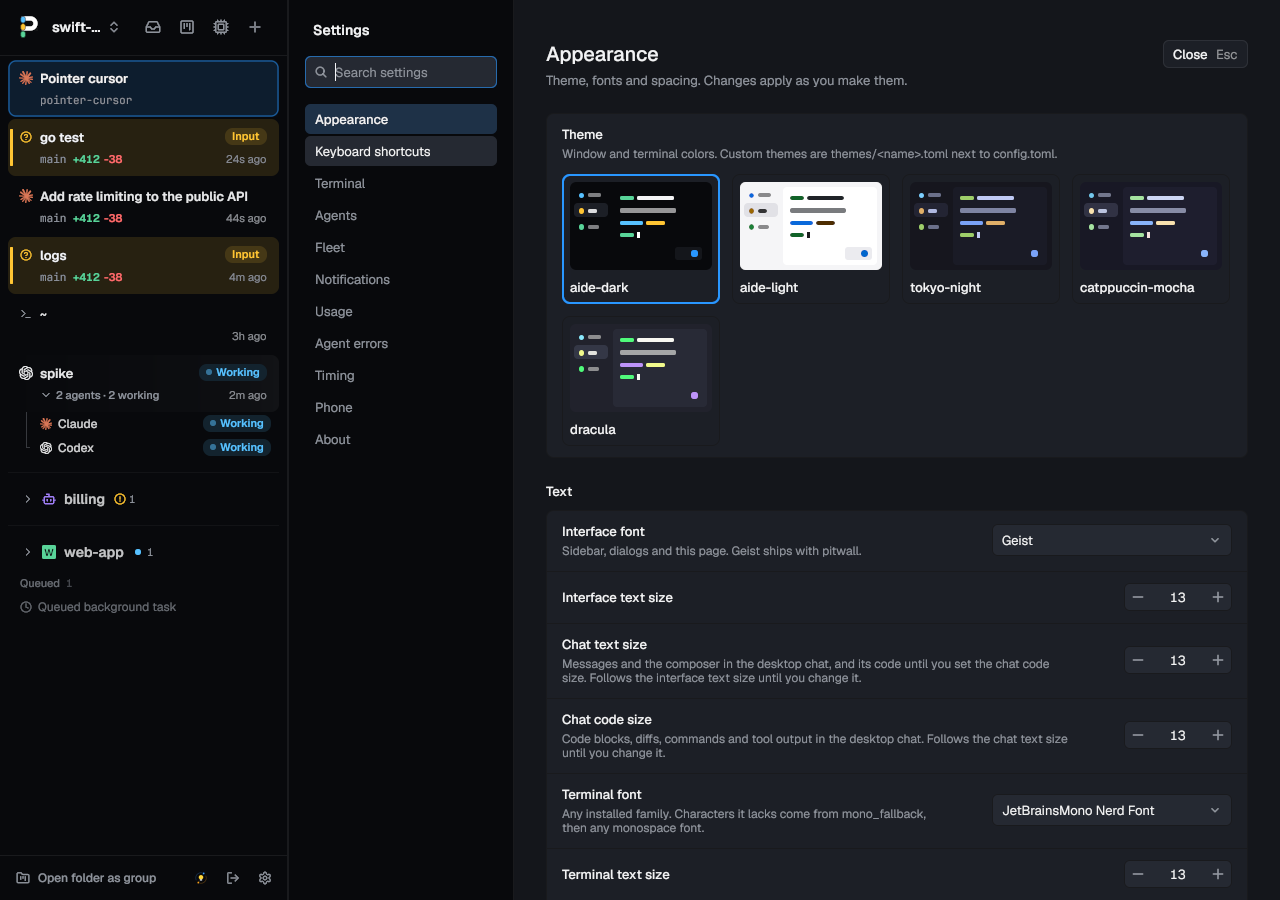 swift-...
Pointer cursor
pointer-cursor
go test
Input
main +412 -38
24s ago
Add rate limiting to the public API
main +412 -38
44s ago
logs
Input
main +412 -38
4m ago
~
3h ago
spike
Working
2 agents · 2 working
2m ago
Claude
Working
Codex
Working
billing
1
W
web-app
1
Queued 1
Queued background task
Open folder as group
Settings
Search settings
Appearance
Keyboard shortcuts
Terminal
Agents
Fleet
Notifications
Usage
Agent errors
Timing
Phone
About
Appearance
Close Esc
Theme, fonts and spacing. Changes apply as you make them.
Theme
Window and terminal colors. Custom themes are themes/<name>.toml next to config.toml.
aide-dark
aide-light
tokyo-night
catppuccin-mocha
dracula
Text
Interface font
Sidebar, dialogs and this page. Geist ships with pitwall.
Geist
Interface text size
13
Chat text size
Messages and the composer in the desktop chat, and its code until you set the chat code
size. Follows the interface text size until you change it.
13
Chat code size
Code blocks, diffs, commands and tool output in the desktop chat. Follows the chat text size
until you change it.
13
Terminal font
Any installed family. Characters it lacks come from mono_fallback,
then any monospace font.
JetBrainsMono Nerd Font
Terminal text size
13